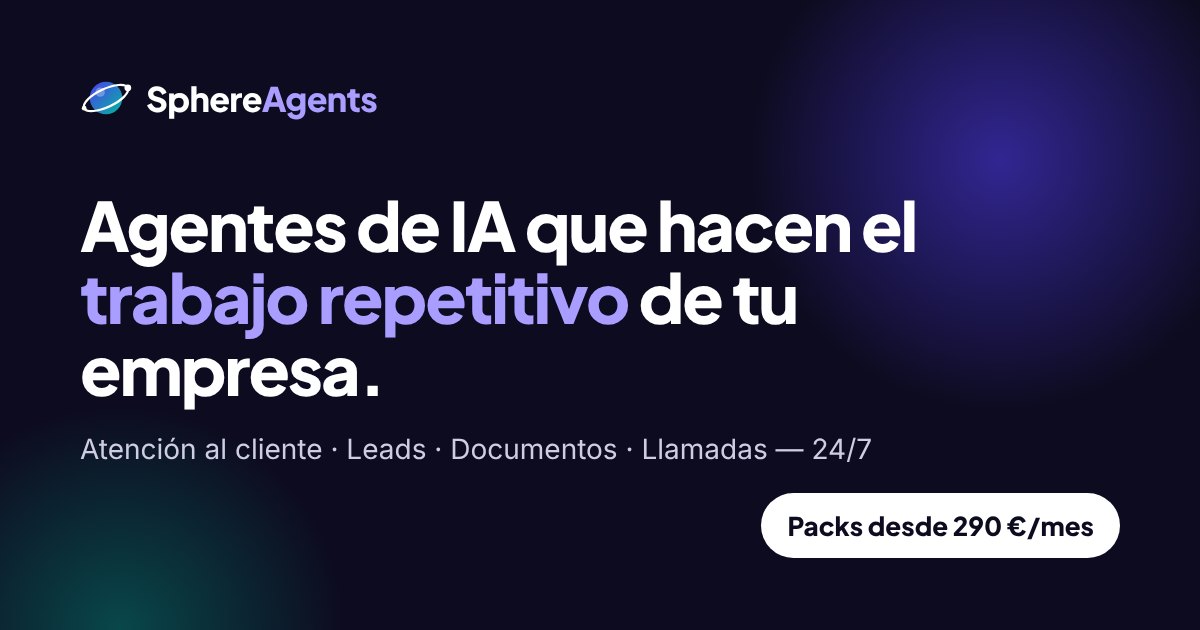 SphereAgents
Agentes de IA que hacen el
trabajo repetitivo de tu
empresa.
Atención al cliente · Leads · Documentos · Llamadas — 24/7
Packs desde 290 €/mes